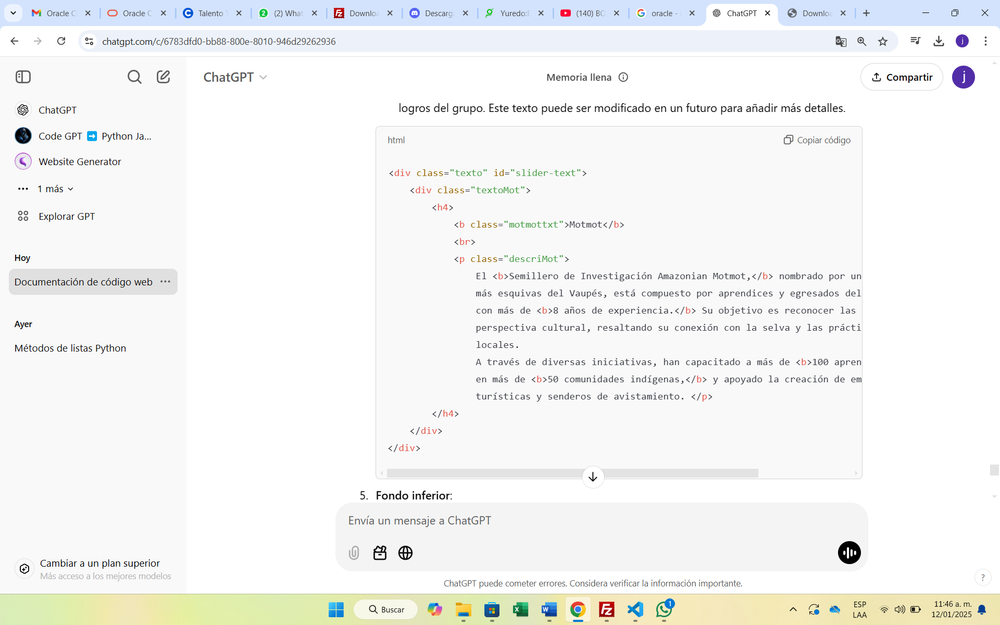 Oracle C
Oracle C
Talento T
(2) What
Downloa
Descarga
Yuredo:E
(140) BO
oracle -
ChatGPT
Downloa
chatgpt.com/c/6783dfd0-bb88-800e-8010-946d29262936
j
ChatGPT
Memoria llena
Compartir
j
ChatGPT
Code GPT ➡️ Python Ja...
Website Generator
1 más
Explorar GPT
Hoy
Documentación de código web
Ayer
Métodos de listas Python
Cambiar a un plan superior
Más acceso a los mejores modelos
logros del grupo. Este texto puede ser modificado en un futuro para añadir más detalles.
html
Copiar código
<div class="texto" id="slider-text">
<div class="textoMot">
<h4>
<b class="motmottxt">Motmot</b>
<br>
<p class="descriMot">
El <b>Semillero de Investigación Amazonian Motmot,</b> nombrado por un
más esquivas del Vaupés, está compuesto por aprendices y egresados del
con más de <b>8 años de experiencia.</b> Su objetivo es reconocer las
perspectiva cultural, resaltando su conexión con la selva y las prácti
locales.
A través de diversas iniciativas, han capacitado a más de <b>100 apren
en más de <b>50 comunidades indígenas,</b> y apoyado la creación de em
turísticas y senderos de avistamiento. </p>
</h4>
</div>
</div>
5. Fondo inferior:
Envía un mensaje a ChatGPT
ChatGPT puede cometer errores. Considera verificar la información importante.
?
Buscar
1
ESP
LAA
11:46 a. m.
12/01/2025